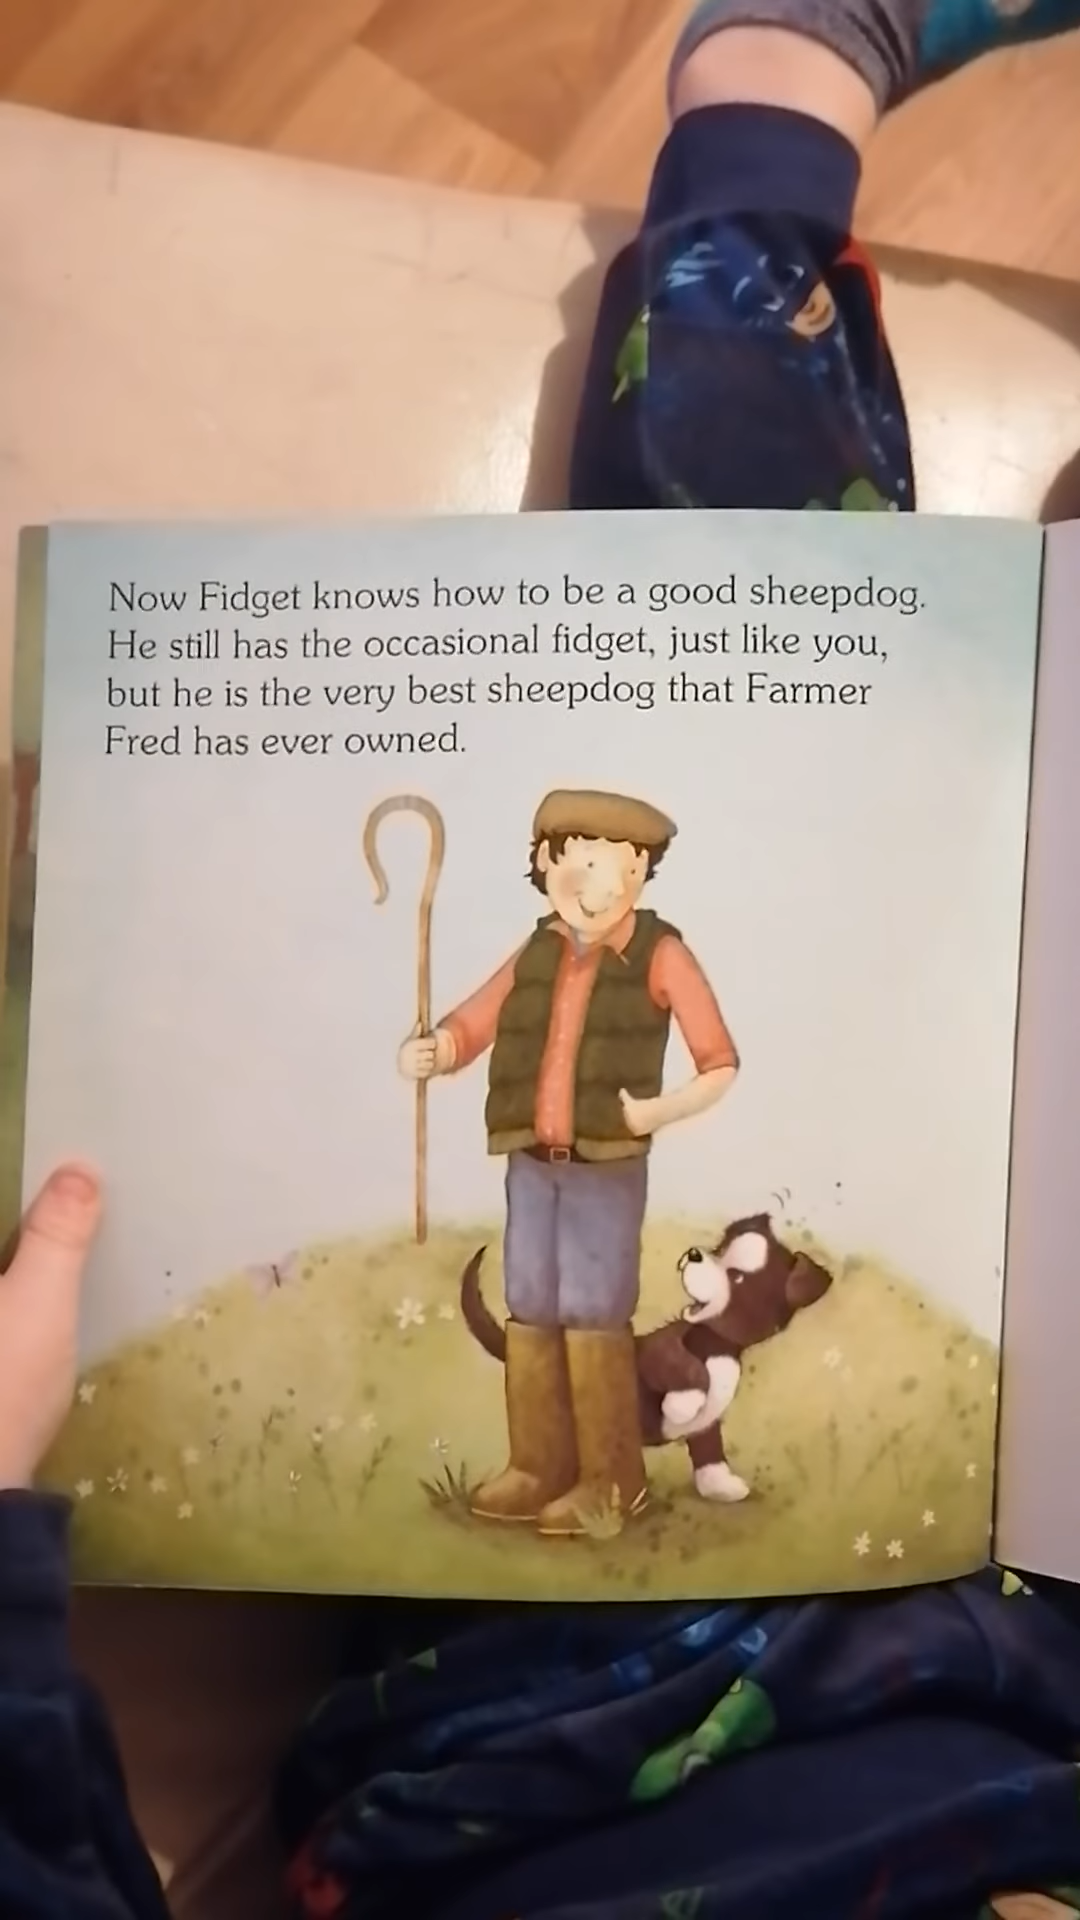 Now Fidget knows how to be a good sheepdog.
He still has the occasional fidget, just like you,
but he is the very best sheepdog that Farmer
Fred has ever owned.